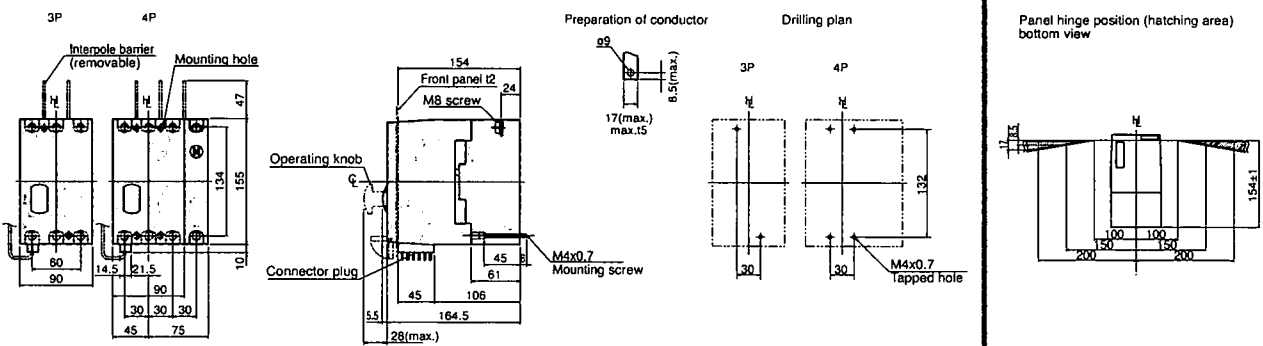 3P
4P
Interpole barrier
(removable)
Mounting hole
47
134
155
10
60
14.5
21.5
90
90
30
30
30
45
75
154
Front panel t2
24
M8 screw
Operating knob
Connector plug
45
8
M4x0.7
Mounting screw
61
45
106
5.5
164.5
28(max.)
Preparation of conductor
ø9
8.5(max.)
17(max.)
max.t5
Drilling plan
3P
4P
132
30
30
M4x0.7
Tapped hole
Panel hinge position (hatching area)
bottom view
17
8.5
154±1
100
100
150
150
200
200